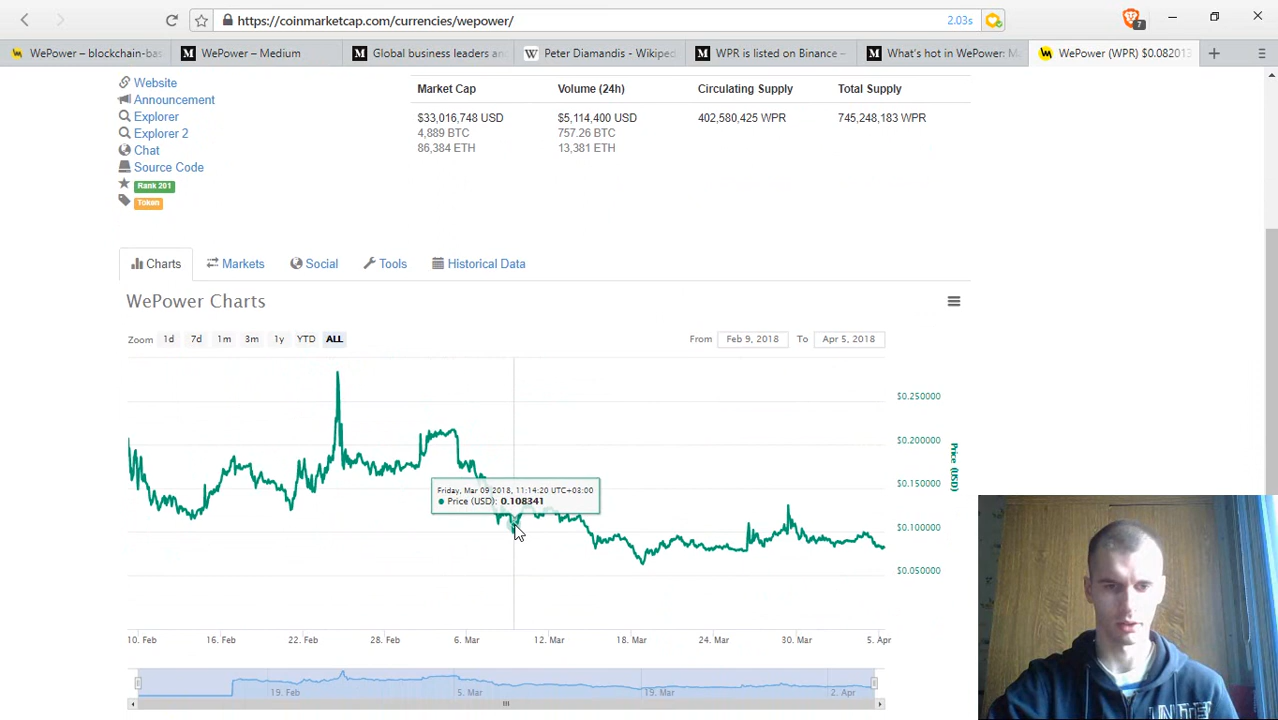 https://coinmarketcap.com/currencies/wepower/
2.03s
7
WePower – blockchain-bas
WePower – Medium
Global business leaders and
Peter Diamandis - Wikiped
WPR is listed on Binance –
What's hot in WePower: M
WePower (WPR) $0.082013
Website
Announcement
Explorer
Explorer 2
Chat
Source Code
Rank 201
Token
Market Cap Volume (24h) Circulating Supply Total Supply
$33,016,748 USD $5,114,400 USD 402,580,425 WPR 745,248,183 WPR
4,889 BTC 757.26 BTC
86,384 ETH 13,381 ETH
Charts Markets Social Tools Historical Data
WePower Charts
Zoom 1d 7d 1m 3m 1y YTD ALL From Feb 9, 2018 To Apr 5, 2018
$0.250000
$0.200000
$0.150000
$0.100000
$0.050000
Price (USD)
Friday, Mar 09 2018, 11:14:20 UTC+03:00
Price (USD): 0.108341
10. Feb 16. Feb 22. Feb 28. Feb 6. Mar 12. Mar 18. Mar 24. Mar 30. Mar 5. Apr
19. Feb 5. Mar 19. Mar 2. Apr